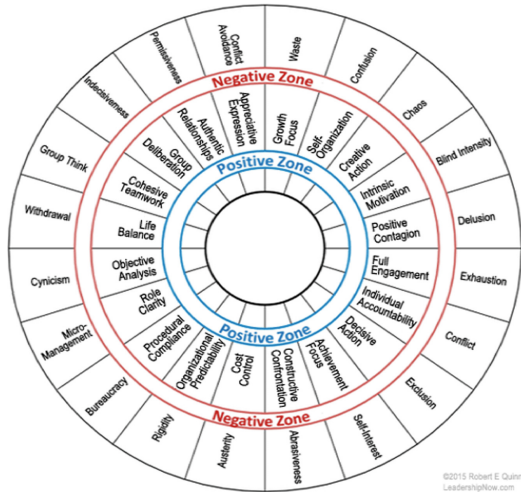 Conflict
Avoidance
Waste
Confusion
Chaos
Blind Intensity
Delusion
Exhaustion
Conflict
Exclusion
Self-Interest
Abrasiveness
Austerity
Rigidity
Bureaucracy
Micro-
Management
Cynicism
Withdrawal
Group Think
Indecisiveness
Permissiveness
Negative Zone
Appreciative
Expression
Growth
Focus
Self-
Organization
Creative
Action
Intrinsic
Motivation
Positive
Contagion
Full
Engagement
Individual
Accountability
Decisive
Action
Achievement
Focus
Constructive
Confrontation
Cost
Control
Organizational
Predictability
Procedural
Compliance
Role
Clarity
Objective
Analysis
Life
Balance
Cohesive
Teamwork
Group
Deliberation
Authentic
Relationships
Positive Zone
Positive Zone
Negative Zone
©2015 Robert E Quinn
LeadershipNow.com